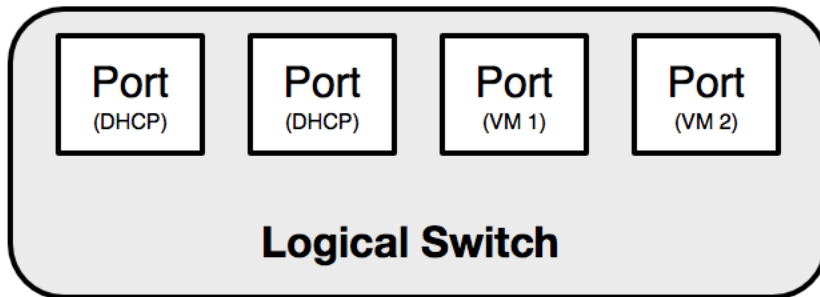 Port
(DHCP)
Port
(DHCP)
Port
(VM 1)
Port
(VM 2)
Logical Switch